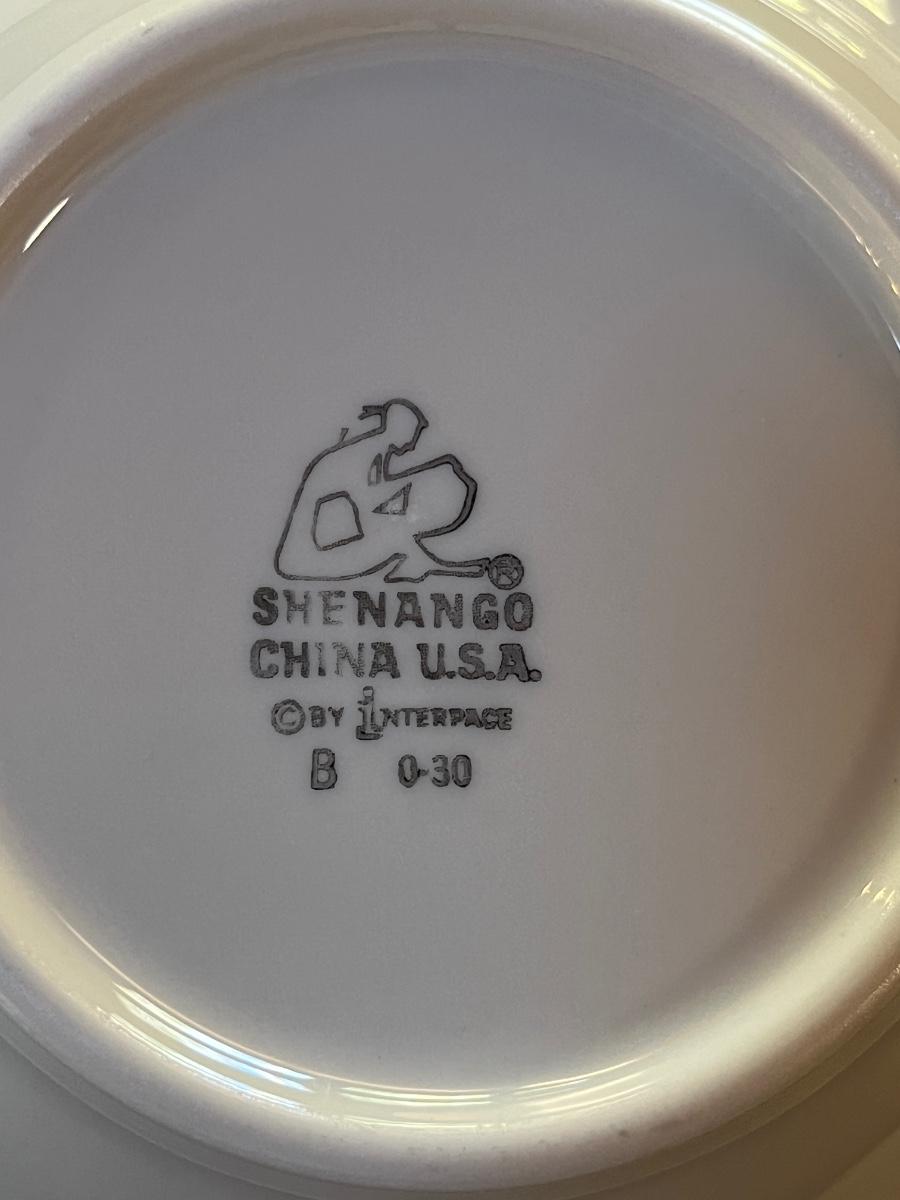 ®
SHENANGO
CHINA U.S.A.
© BY INTERPACE
B 0-30